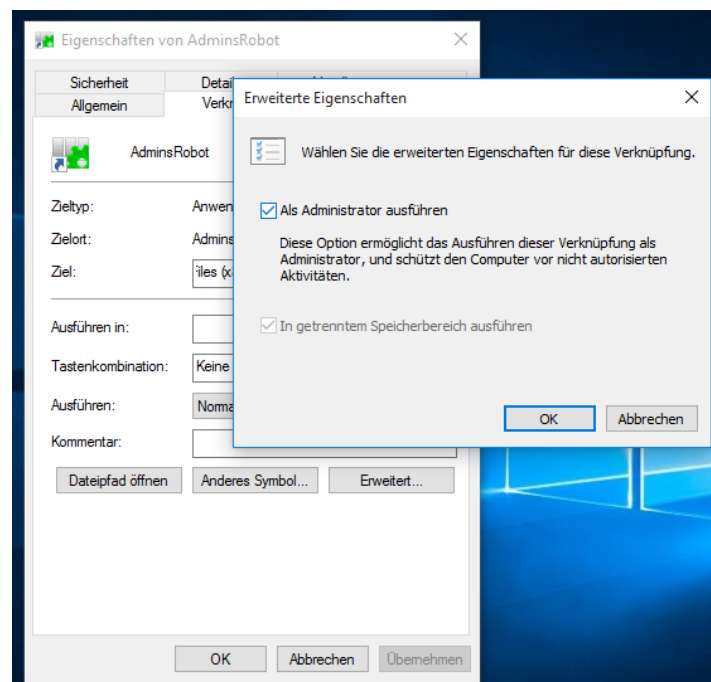 Eigenschaften von AdminsRobot
Sicherheit
Allgemein
AdminsRobot
Zieltyp:
Zielort:
Ziel:
Ausführen in:
Tastenkombination:
Keine
Ausführen:
Kommentar:
Dateipfad öffnen
Anderes Symbol...
Erweitert...
OK
Abbrechen
Übernehmen
Erweiterte Eigenschaften
Wählen Sie die erweiterten Eigenschaften für diese Verknüpfung.
Als Administrator ausführen
Diese Option ermöglicht das Ausführen dieser Verknüpfung als
Administrator, und schützt den Computer vor nicht autorisierten
Aktivitäten.
In getrenntem Speicherbereich ausführen
OK
Abbrechen